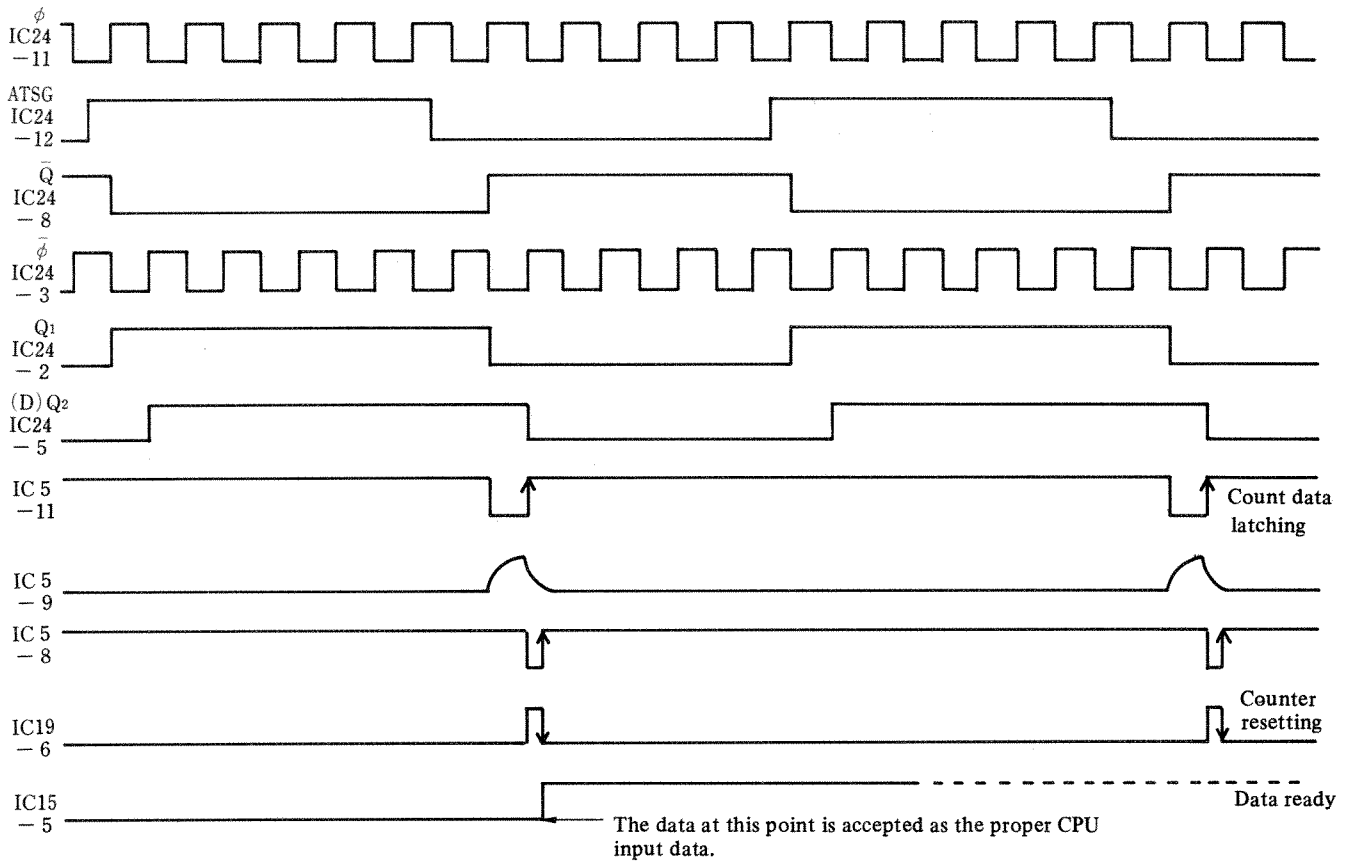 φ
IC24
－11
ATSG
IC24
－12
Q̄
IC24
－8
φ̄
IC24
－3
Q1
IC24
－2
(D) Q2
IC24
－5
IC 5
－11
Count data
latching
IC 5
－9
IC 5
－8
IC19
－6
Counter
resetting
IC15
－5
Data ready
The data at this point is accepted as the proper CPU
input data.